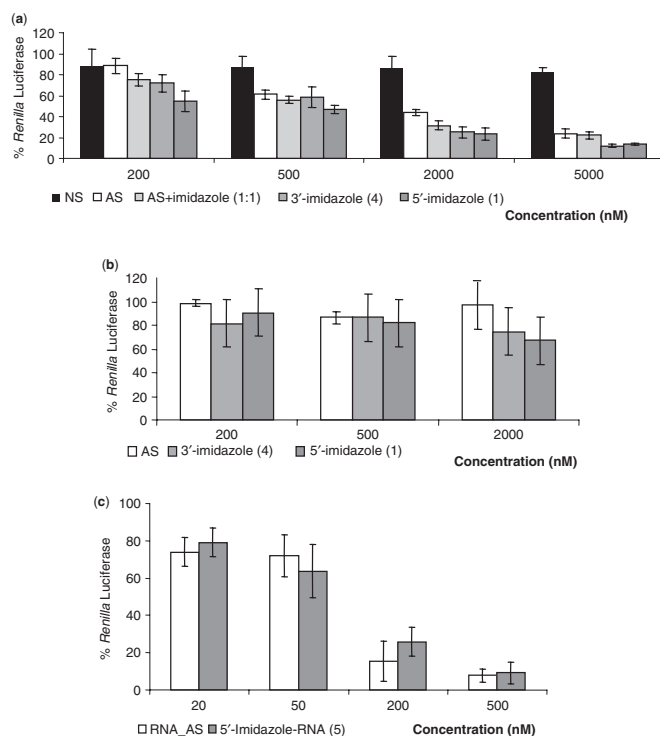 (a)
120
100
80
60
40
20
0
% Renilla Luciferase
200 500 2000 5000
NS AS AS+imidazole (1:1) 3′-imidazole (4) 5′-imidazole (1)
Concentration (nM)
(b)
120
100
80
60
40
20
0
% Renilla Luciferase
200 500 2000
AS 3′-imidazole (4) 5′-imidazole (1)
Concentration (nM)
(c)
100
80
60
40
20
0
% Renilla Luciferase
20 50 200 500
RNA_AS 5′-Imidazole-RNA (5) Concentration (nM)